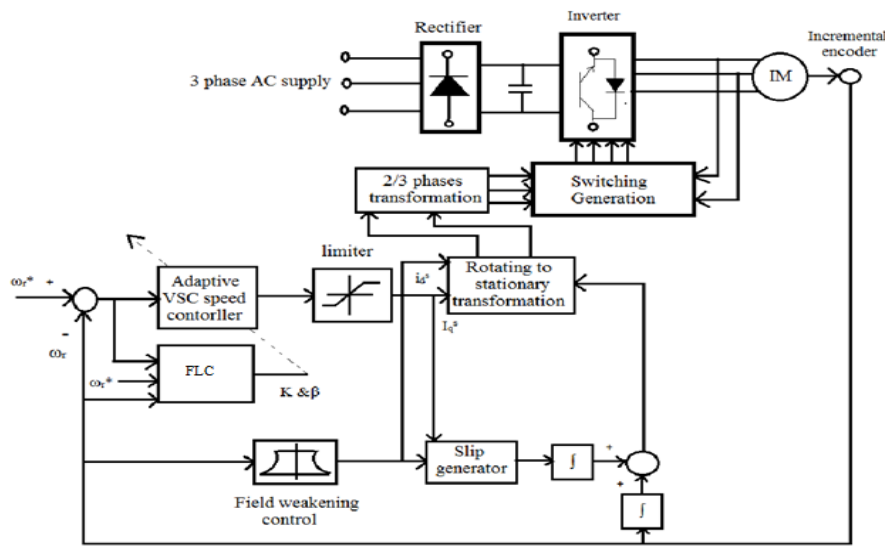 Inverter
Rectifier
Incremental
encoder
3 phase AC supply
IM
2/3 phases
transformation
Switching
Generation
limiter
ωr* +
Adaptive
VSC speed
contorller
idˢ
Rotating to
stationary
transformation
−
ωr
Iqˢ
FLC
ωr*
K &β
Slip
generator
∫
+
+
∫
Field weakening
control